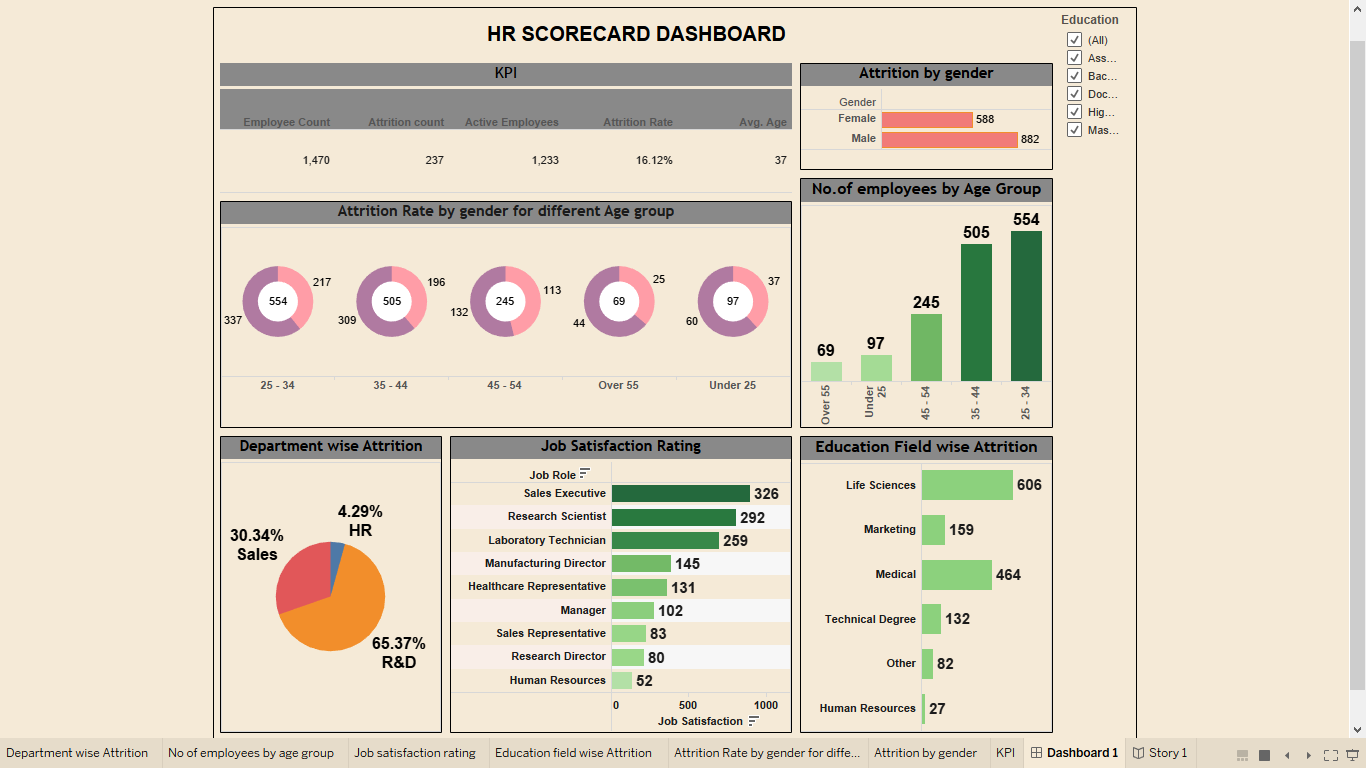 HR SCORECARD DASHBOARD
Education
(All)
Ass...
Bac...
Doc...
Hig...
Mas...
KPI
Employee Count Attrition count Active Employees Attrition Rate Avg. Age
1,470 237 1,233 16.12% 37
Attrition by gender
Gender
Female 588
Male 882
Attrition Rate by gender for different Age group
554 217 337
505 196 309
245 113 132
69 25 44
97 37 60
25 - 34 35 - 44 45 - 54 Over 55 Under 25
No.of employees by Age Group
69 97 245 505 554
Over 55
Under
25
45 - 54
35 - 44
25 - 34
Department wise Attrition
4.29%
HR
30.34%
Sales
65.37%
R&D
Job Satisfaction Rating
Job Role
Sales Executive 326
Research Scientist 292
Laboratory Technician 259
Manufacturing Director 145
Healthcare Representative 131
Manager 102
Sales Representative 83
Research Director 80
Human Resources 52
0 500 1000
Job Satisfaction
Education Field wise Attrition
Life Sciences 606
Marketing 159
Medical 464
Technical Degree 132
Other 82
Human Resources 27
Department wise Attrition No of employees by age group Job satisfaction rating Education field wise Attrition Attrition Rate by gender for diffe... Attrition by gender KPI Dashboard 1 Story 1